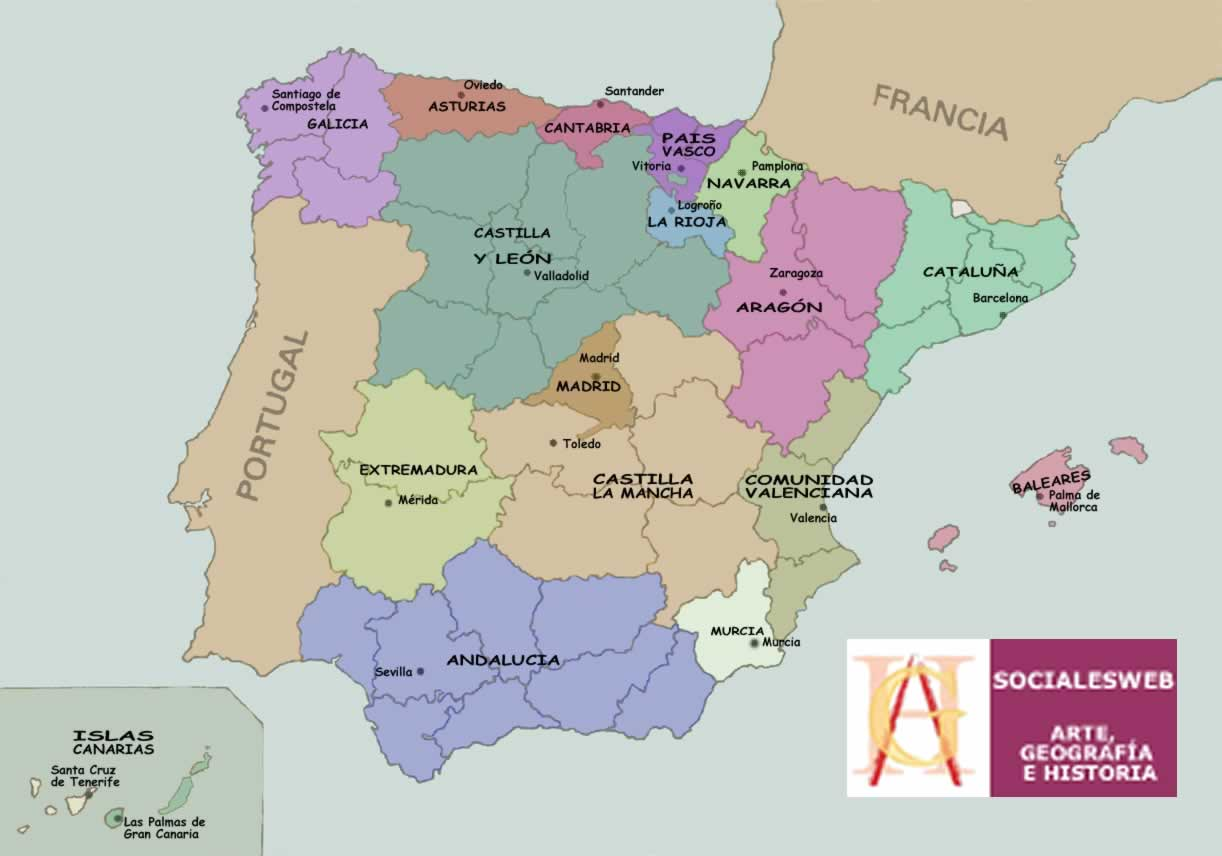 FRANCIA
Oviedo
ASTURIAS
Santander
CANTABRIA
Santiago de
Compostela
GALICIA
PAIS
VASCO
Vitoria
Pamplona
NAVARRA
Logroño
LA RIOJA
CASTILLA
Y LEÓN
Valladolid
Zaragoza
ARAGÓN
CATALUÑA
Barcelona
PORTUGAL
Madrid
MADRID
Toledo
EXTREMADURA
Mérida
CASTILLA
LA MANCHA
COMUNIDAD
VALENCIANA
Valencia
BALEARES
Palma de
Mallorca
MURCIA
Murcia
ANDALUCIA
Sevilla
ISLAS
CANARIAS
Santa Cruz
de Tenerife
Las Palmas de
Gran Canaria
HAG
SOCIALESWEB
ARTE,
GEOGRAFÍA
E HISTORIA